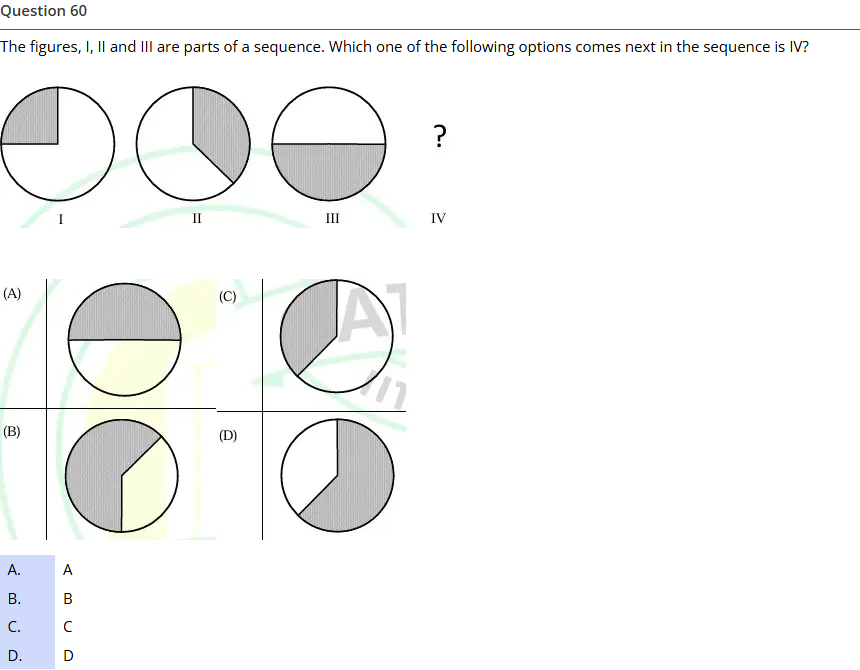 Question 60
The figures, I, II and III are parts of a sequence. Which one of the following options comes next in the sequence is IV?
?
I II III IV
(A) (C)
(B) (D)
A. A
B. B
C. C
D. D